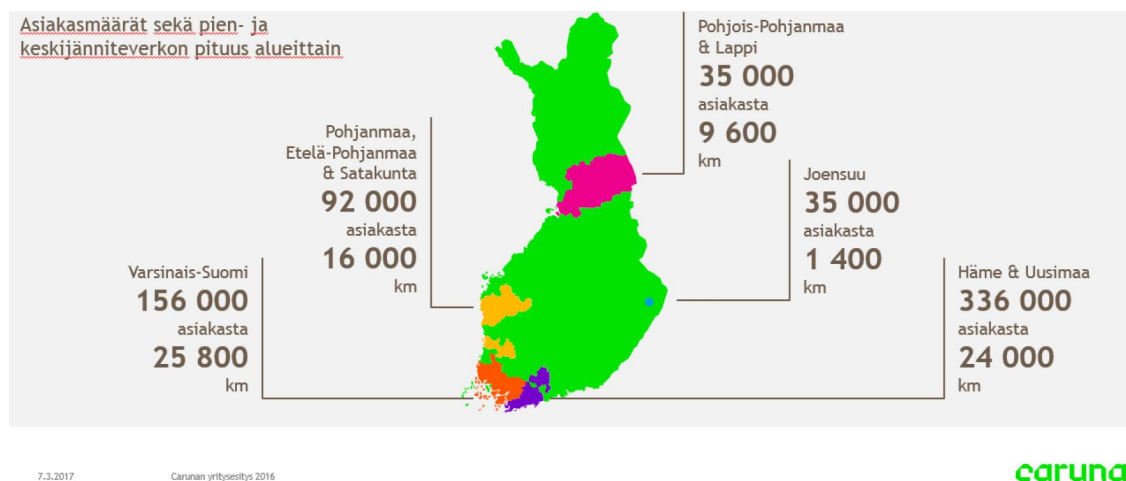 Asiakasmäärät sekä pien- ja
keskijänniteverkon pituus alueittain
Pohjois-Pohjanmaa
& Lappi
35 000
asiakasta
9 600
km
Pohjanmaa,
Etelä-Pohjanmaa
& Satakunta
92 000
asiakasta
16 000
km
Joensuu
35 000
asiakasta
1 400
km
Varsinais-Suomi
156 000
asiakasta
25 800
km
Häme & Uusimaa
336 000
asiakasta
24 000
km
7.3.2017
Carunan yritysesitys 2016
caruna